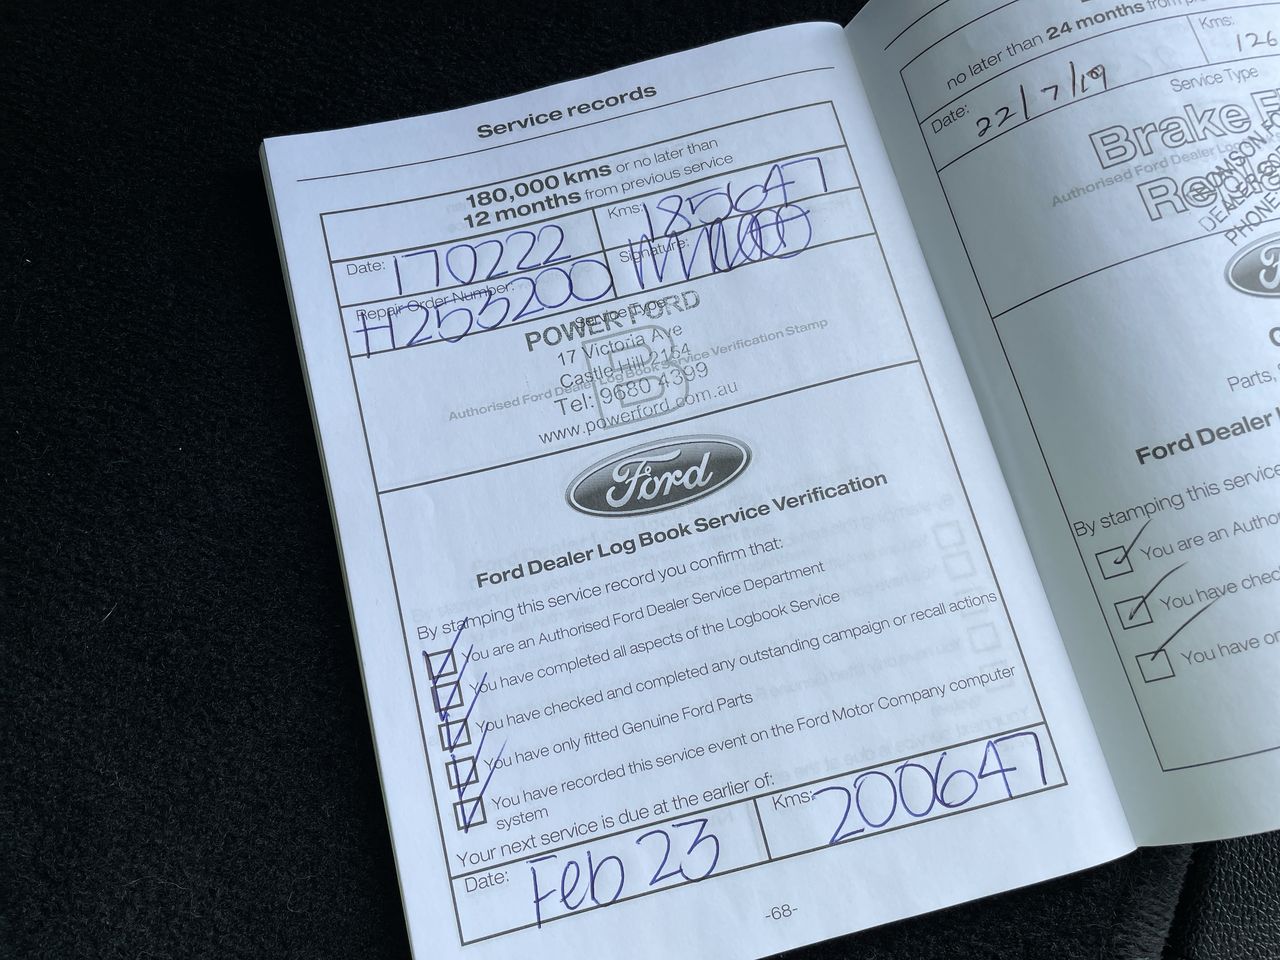 Service records
180,000 kms or no later than
12 months from previous service
Date: 170222
Kms: 185647
Repair Order Number: H255200
Signature:
Service Type
B
Authorised Ford Dealer Log Book Service Verification Stamp
POWER FORD
17 Victoria Ave
Castle Hill 2154
Tel: 9680 4399
www.powerford.com.au
Ford
Ford Dealer Log Book Service Verification
By stamping this service record you confirm that:
You are an Authorised Ford Dealer Service Department
You have completed all aspects of the Logbook Service
You have checked and completed any outstanding campaign or recall actions
You have only fitted Genuine Ford Parts
You have recorded this service event on the Ford Motor Company computer
system
Your next service is due at the earlier of:
Date: Feb 23
Kms: 200647
-68-
no later than 24 months from
Kms:
126
Date: 22/7/19
Service Type
Brake
Authorised Ford Dealer
PHONE
Parts,
Ford Dealer
By stamping this service
You are an Autho
You have chec
You have on